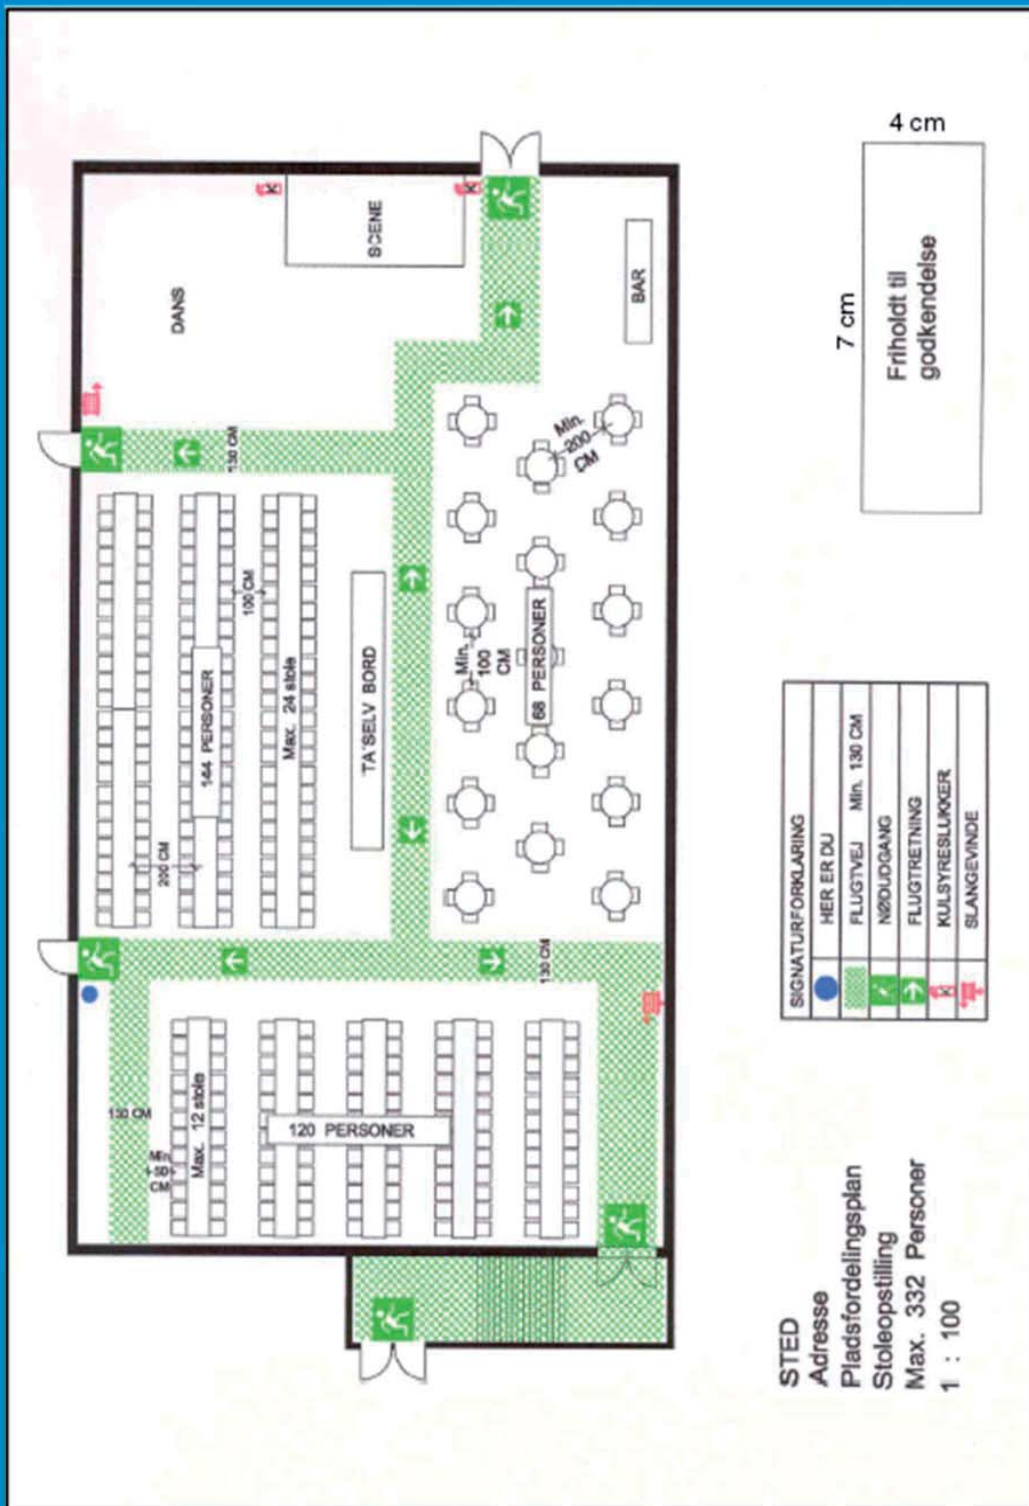 4 cm
7 cm
Friholdt til
godkendelse
DANS
SCENE
BAR
130 CM
100 CM
200 CM
144 PERSONER
Max. 24 stole
TA'SELV BORD
Min.
200
CM
Min.
100
CM
68 PERSONER
130 CM
130 CM
Min.
50
CM
Max. 12 stole
120 PERSONER
K
K
SIGNATURFORKLARING
HER ER DU
FLUGTVEJ Min. 130 CM
NØDUDGANG
FLUGTRETNING
K KULSYRESLUKKER
SLANGEVINDE
STED
Adresse
Pladsfordelingsplan
Stoleopstilling
Max. 332 Personer
1 : 100